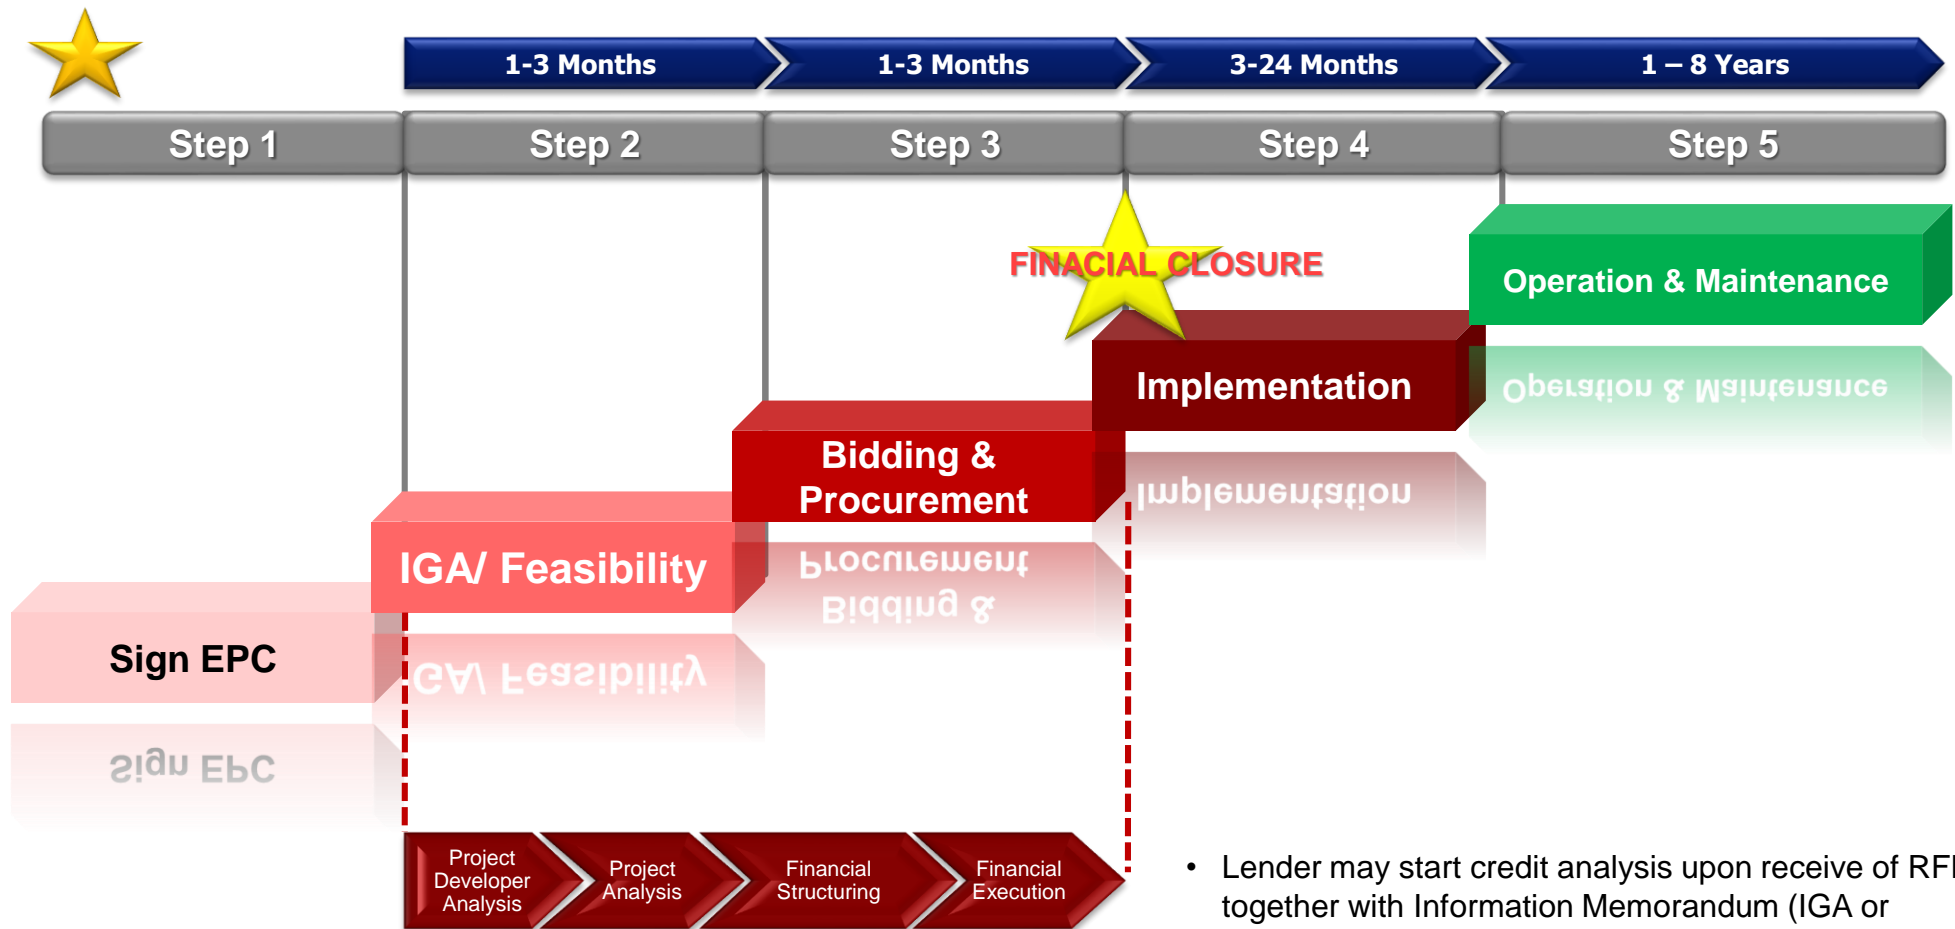 1-3 Months
1-3 Months
3-24 Months
1 – 8 Years
Step 1
Step 2
Step 3
Step 4
Step 5
FINACIAL CLOSURE
Operation & Maintenance
Implementation
Bidding &
Procurement
IGA/ Feasibility
Sign EPC
Project
Developer
Analysis
Project
Analysis
Financial
Structuring
Financial
Execution
• Lender may start credit analysis upon receive of
together with Information Memorandum (IGA or